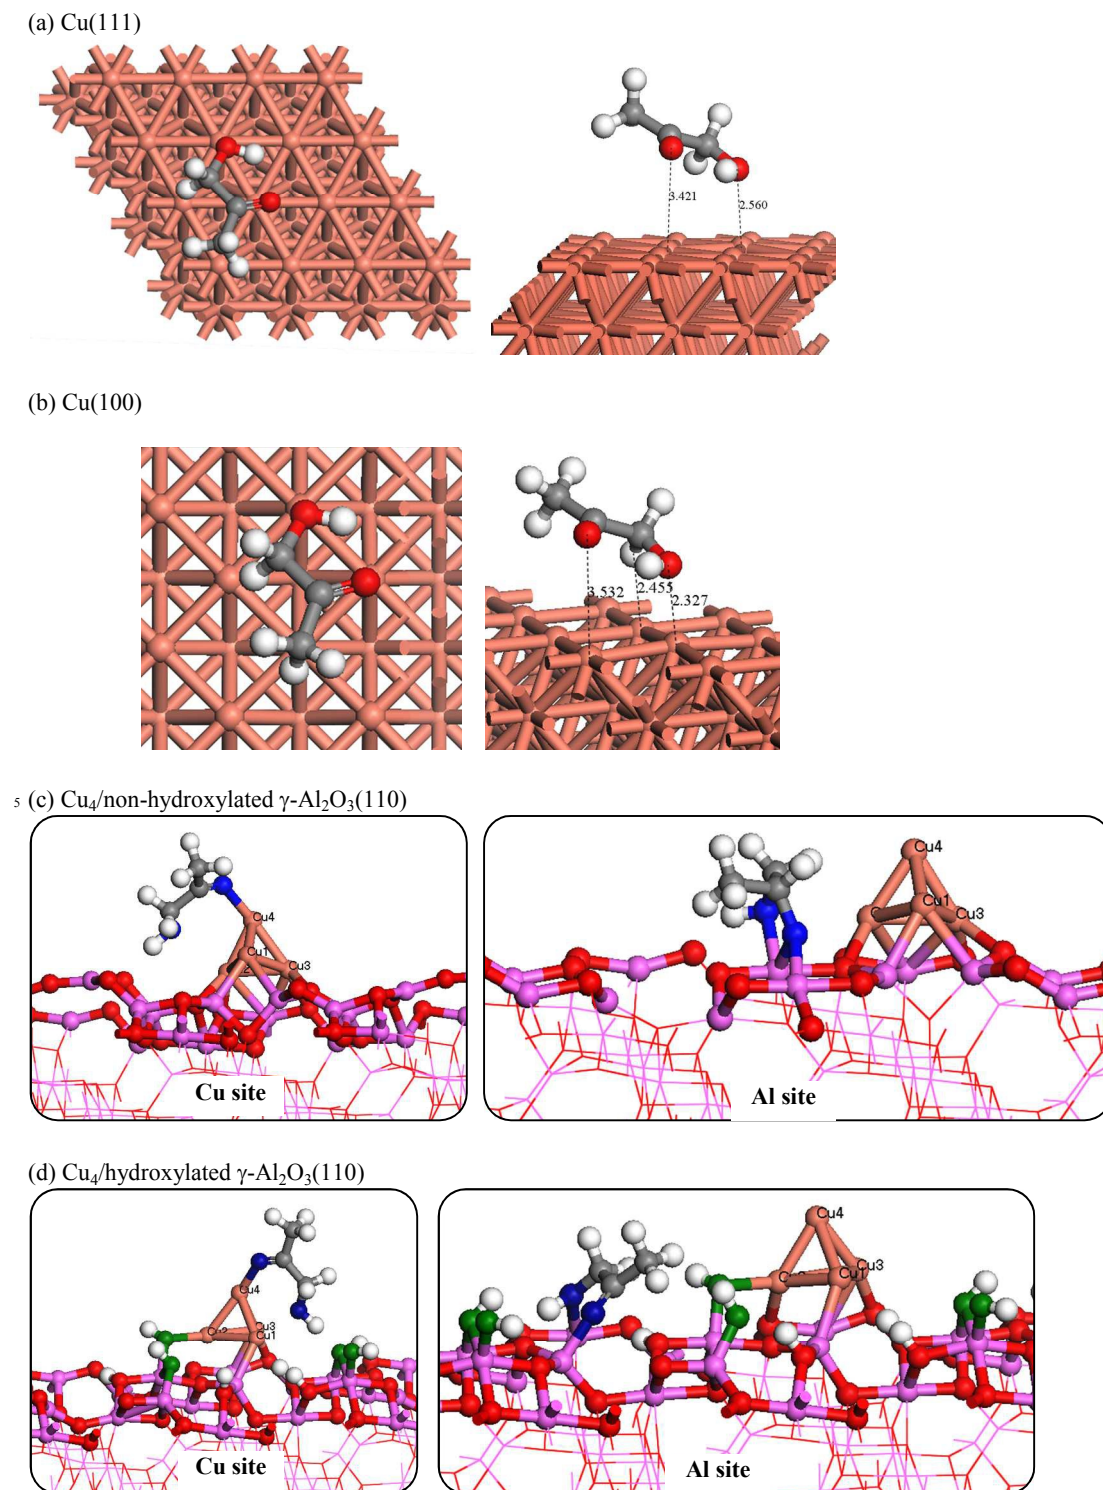 (a) Cu(111)
3.421
2.560
(b) Cu(100)
3.532
2.455
2.327
5 (c) Cu₄/non-hydroxylated γ-Al₂O₃(110)
Cu4
Cu1
Cu3
Cu site
Cu4
Cu1
Cu3
Al site
(d) Cu₄/hydroxylated γ-Al₂O₃(110)
Cu4
Cu3
Cu1
Cu site
Cu4
Cu3
Cu1
Al site